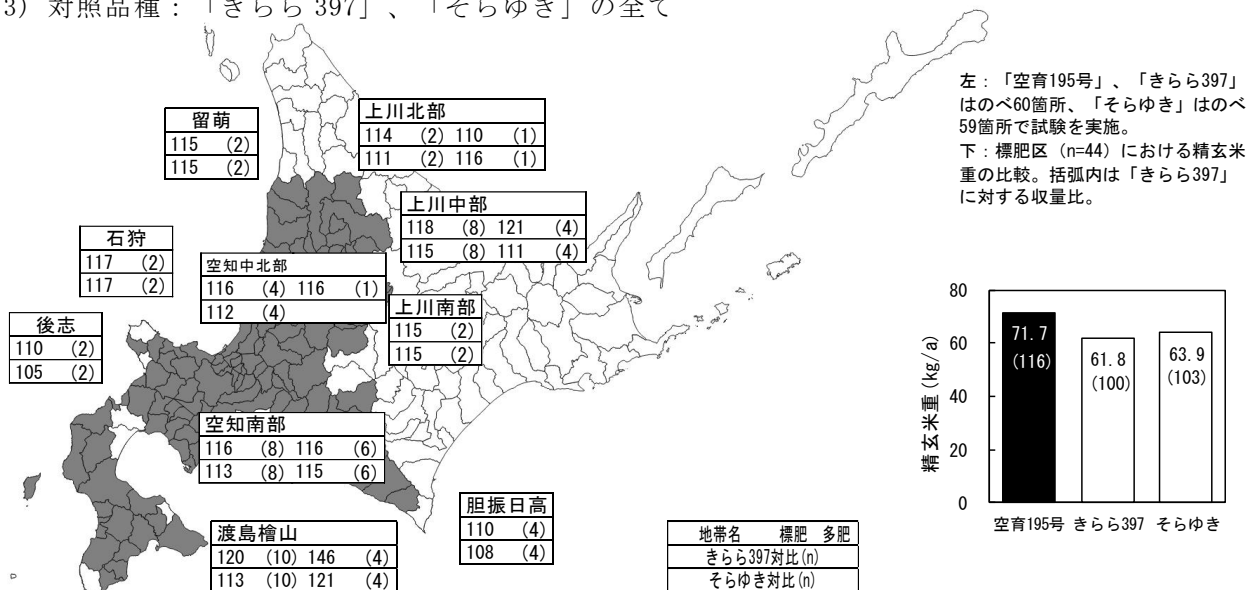 3) 対照品種：「きらら397」、「そらゆき」の全て
左：「空育195号」、「きらら397」
はのべ60箇所、「そらゆき」はのべ
59箇所で試験を実施。
下：標肥区（n=44）における精玄米
重の比較。括弧内は「きらら397」
に対する収量比。
留萌
115 (2)
115 (2)
上川北部
114 (2) 110 (1)
111 (2) 116 (1)
上川中部
118 (8) 121 (4)
115 (8) 111 (4)
石狩
117 (2)
117 (2)
空知中北部
116 (4) 116 (1)
112 (4)
上川南部
115 (2)
115 (2)
後志
110 (2)
105 (2)
空知南部
116 (8) 116 (6)
113 (8) 115 (6)
胆振日高
110 (4)
108 (4)
渡島檜山
120 (10) 146 (4)
113 (10) 121 (4)
地帯名 標肥 多肥
きらら397対比(n)
そらゆき対比(n)
精玄米重(kg/a)
80
60
40
20
0
71.7
(116)
61.8
(100)
63.9
(103)
空育195号 きらら397 そらゆき